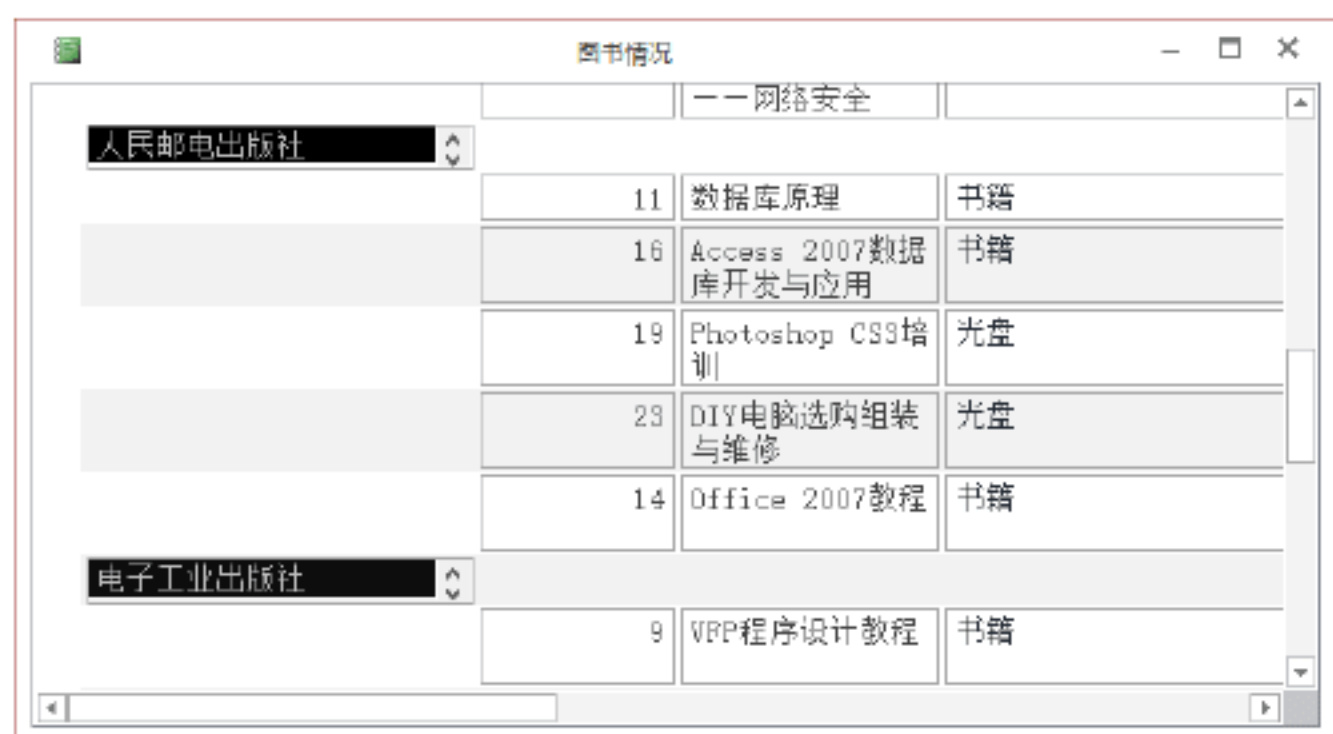 图书情况
——网络安全
人民邮电出版社
11 数据库原理 书籍
16 Access 2007数据 书籍
库开发与应用
19 Photoshop CS3培 光盘
训
23 DIY电脑选购组装 光盘
与维修
14 Office 2007教程 书籍
电子工业出版社
9 VFP程序设计教程 书籍